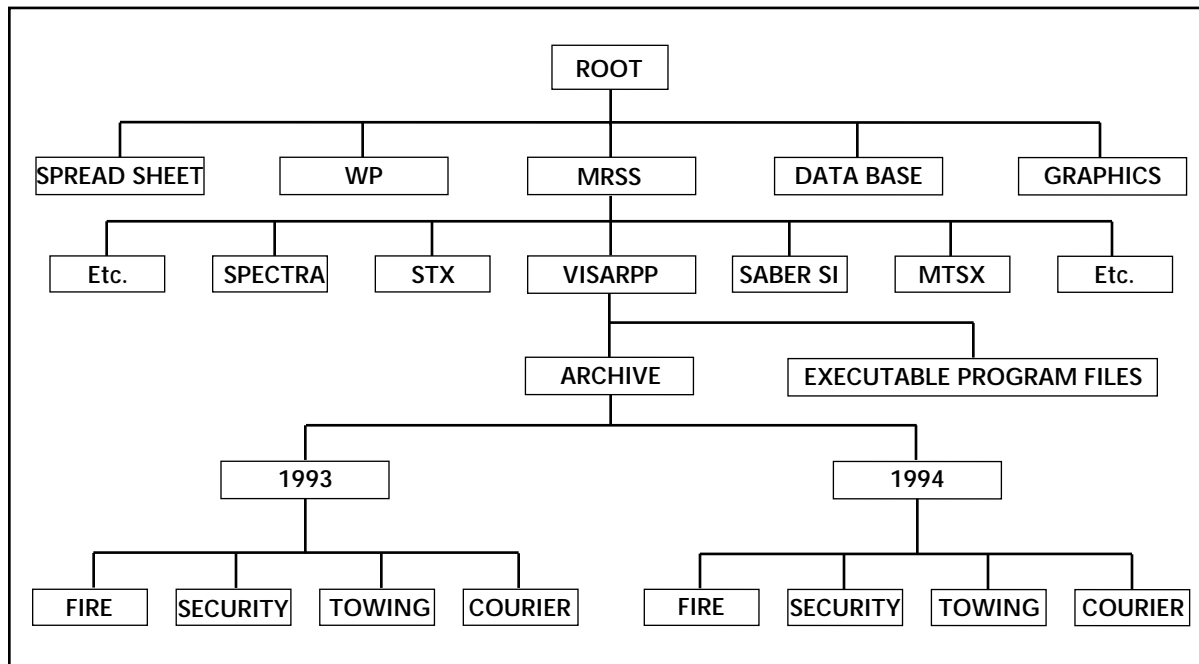 ROOT
SPREAD SHEET WP MRSS DATA BASE GRAPHICS
Etc. SPECTRA STX VISARPP SABER SI MTSX Etc.
ARCHIVE EXECUTABLE PROGRAM FILES
1993 1994
FIRE SECURITY TOWING COURIER FIRE SECURITY TOWING COURIER